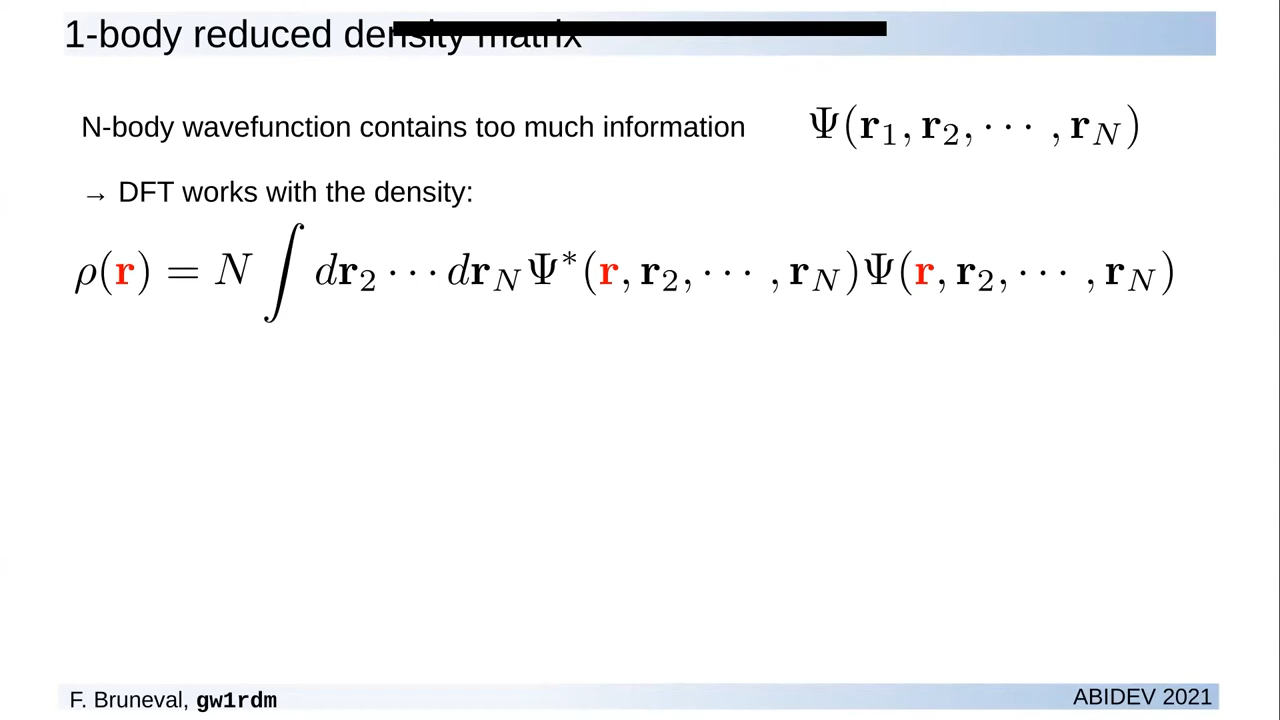 1-body reduced density matrix
N-body wavefunction contains too much information Ψ(r₁, r₂, ⋯ , r_N)
→ DFT works with the density:
ρ(r) = N ∫ dr₂ ⋯ dr_N Ψ*(r, r₂, ⋯ , r_N)Ψ(r, r₂, ⋯ , r_N)
F. Bruneval, gw1rdm ABIDEV 2021